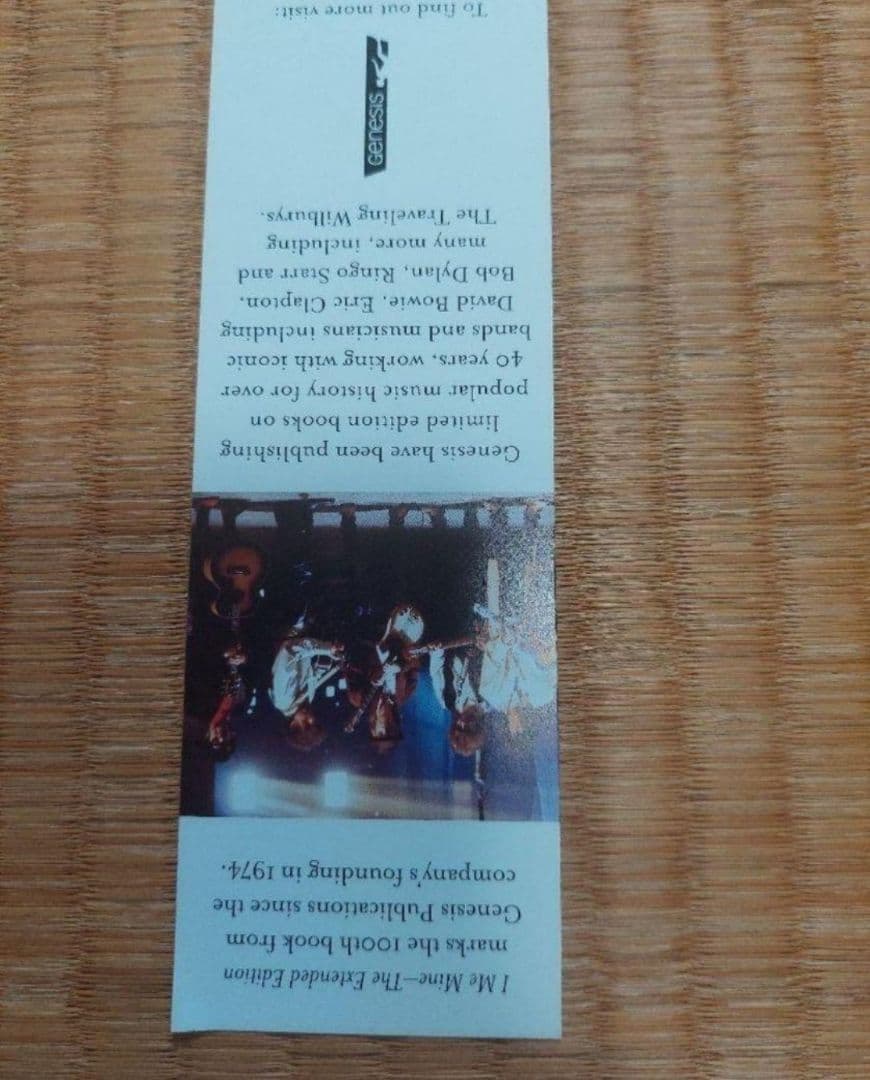 I Me Mine—The Extended Edition
marks the 100th book from
Genesis Publications since the
company's founding in 1974.
Genesis have been publishing
limited edition books on
popular music history for over
40 years, working with iconic
bands and musicians including
David Bowie, Eric Clapton,
Bob Dylan, Ringo Starr and
many more, including
The Traveling Wilburys.
GENESIS
To find out more visit: